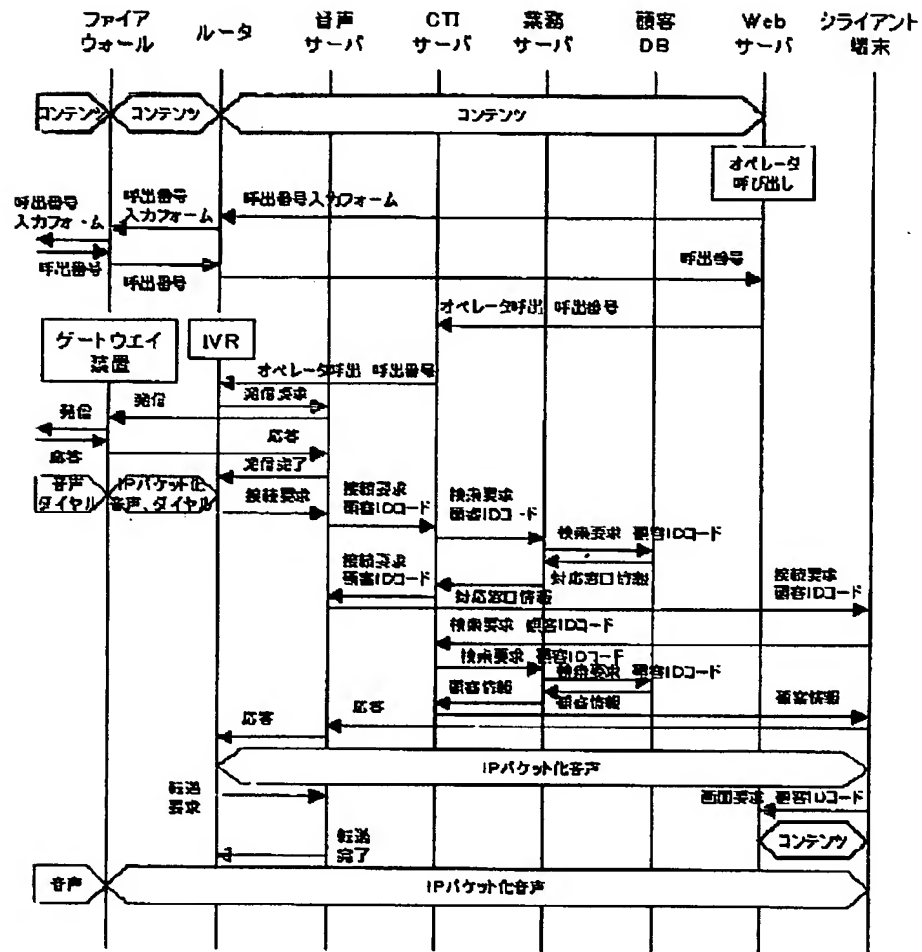 ファイア
ウォール
ルータ
音声
サーバ
CTI
サーバ
業務
サーバ
顧客
DB
Web
サーバ
シライアント
端末
コンテンツ
コンテンツ
コンテンツ
オペレータ
呼び出し
呼出番号
入力フォーム
呼出番号
入力フォーム
呼出番号入力フォーム
呼出番号
呼出番号
呼出番号
オペレータ呼出 呼出番号
ゲートウエイ
装置
IVR
オペレータ呼出 呼出番号
発信要求
発信
発信
応答
応答
発信完了
音声
ダイヤル
IPパケット化
音声、ダイヤル
接続要求
接続要求
顧客IDコード
検索要求
顧客IDコード
検索要求 顧客IDコード
対応窓口情報
対応窓口情報
接続要求
顧客IDコード
接続要求
顧客IDコード
検索要求 顧客IDコード
検索要求 顧客IDコード
検索要求 顧客IDコード
顧客情報
顧客情報
顧客情報
応答
応答
IPパケット化音声
転送
要求
画面要求 顧客IDコード
コンテンツ
転送
完了
音声
IPパケット化音声